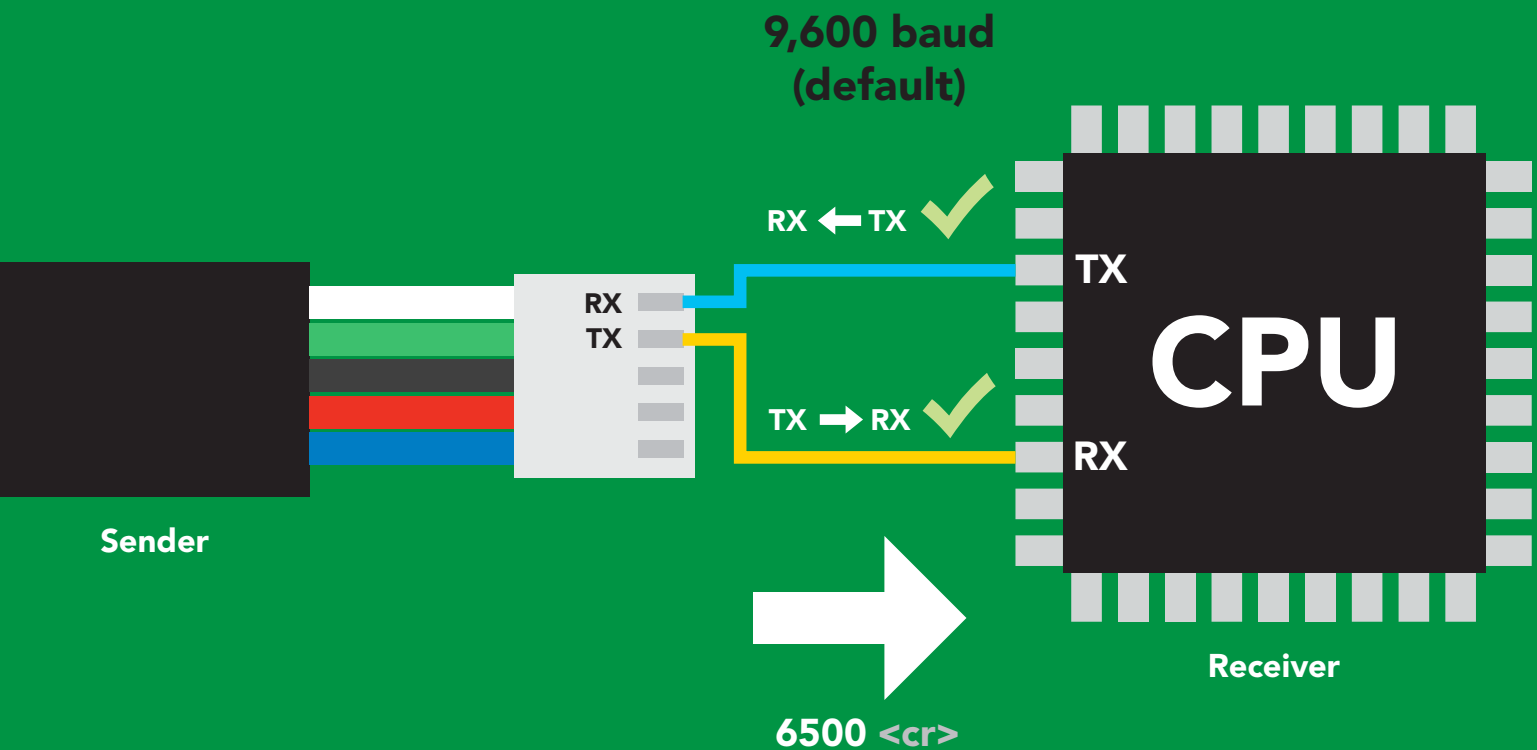 9,600 baud
(default)
RX ← TX
TX
RX
TX
CPU
TX → RX
RX
Sender
Receiver
6500 <cr>